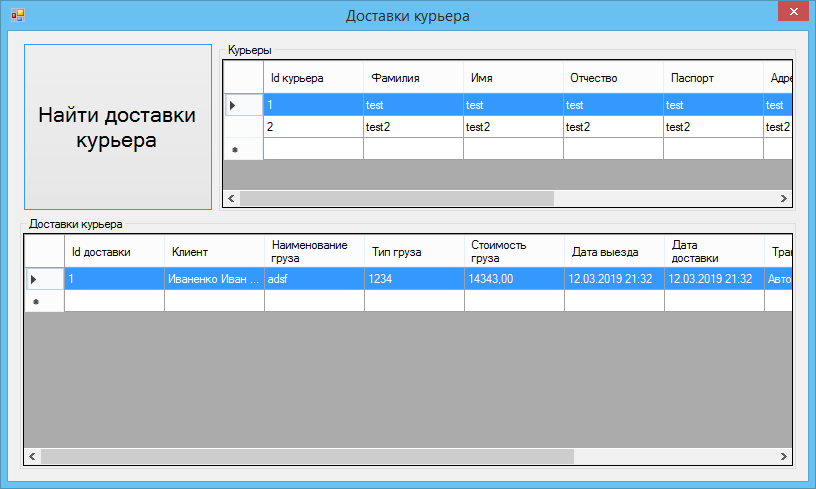 Доставки курьера
Найти доставки
курьера
Курьеры
Id курьера Фамилия Имя Отчество Паспорт Адре
1 test test test test test
2 test2 test2 test2 test2 test2
Доставки курьера
Id доставки Клиент Наименование груза Тип груза Стоимость груза Дата выезда Дата доставки Тран
1 Иваненко Иван ... adsf 1234 14343,00 12.03.2019 21:32 12.03.2019 21:32 Авто